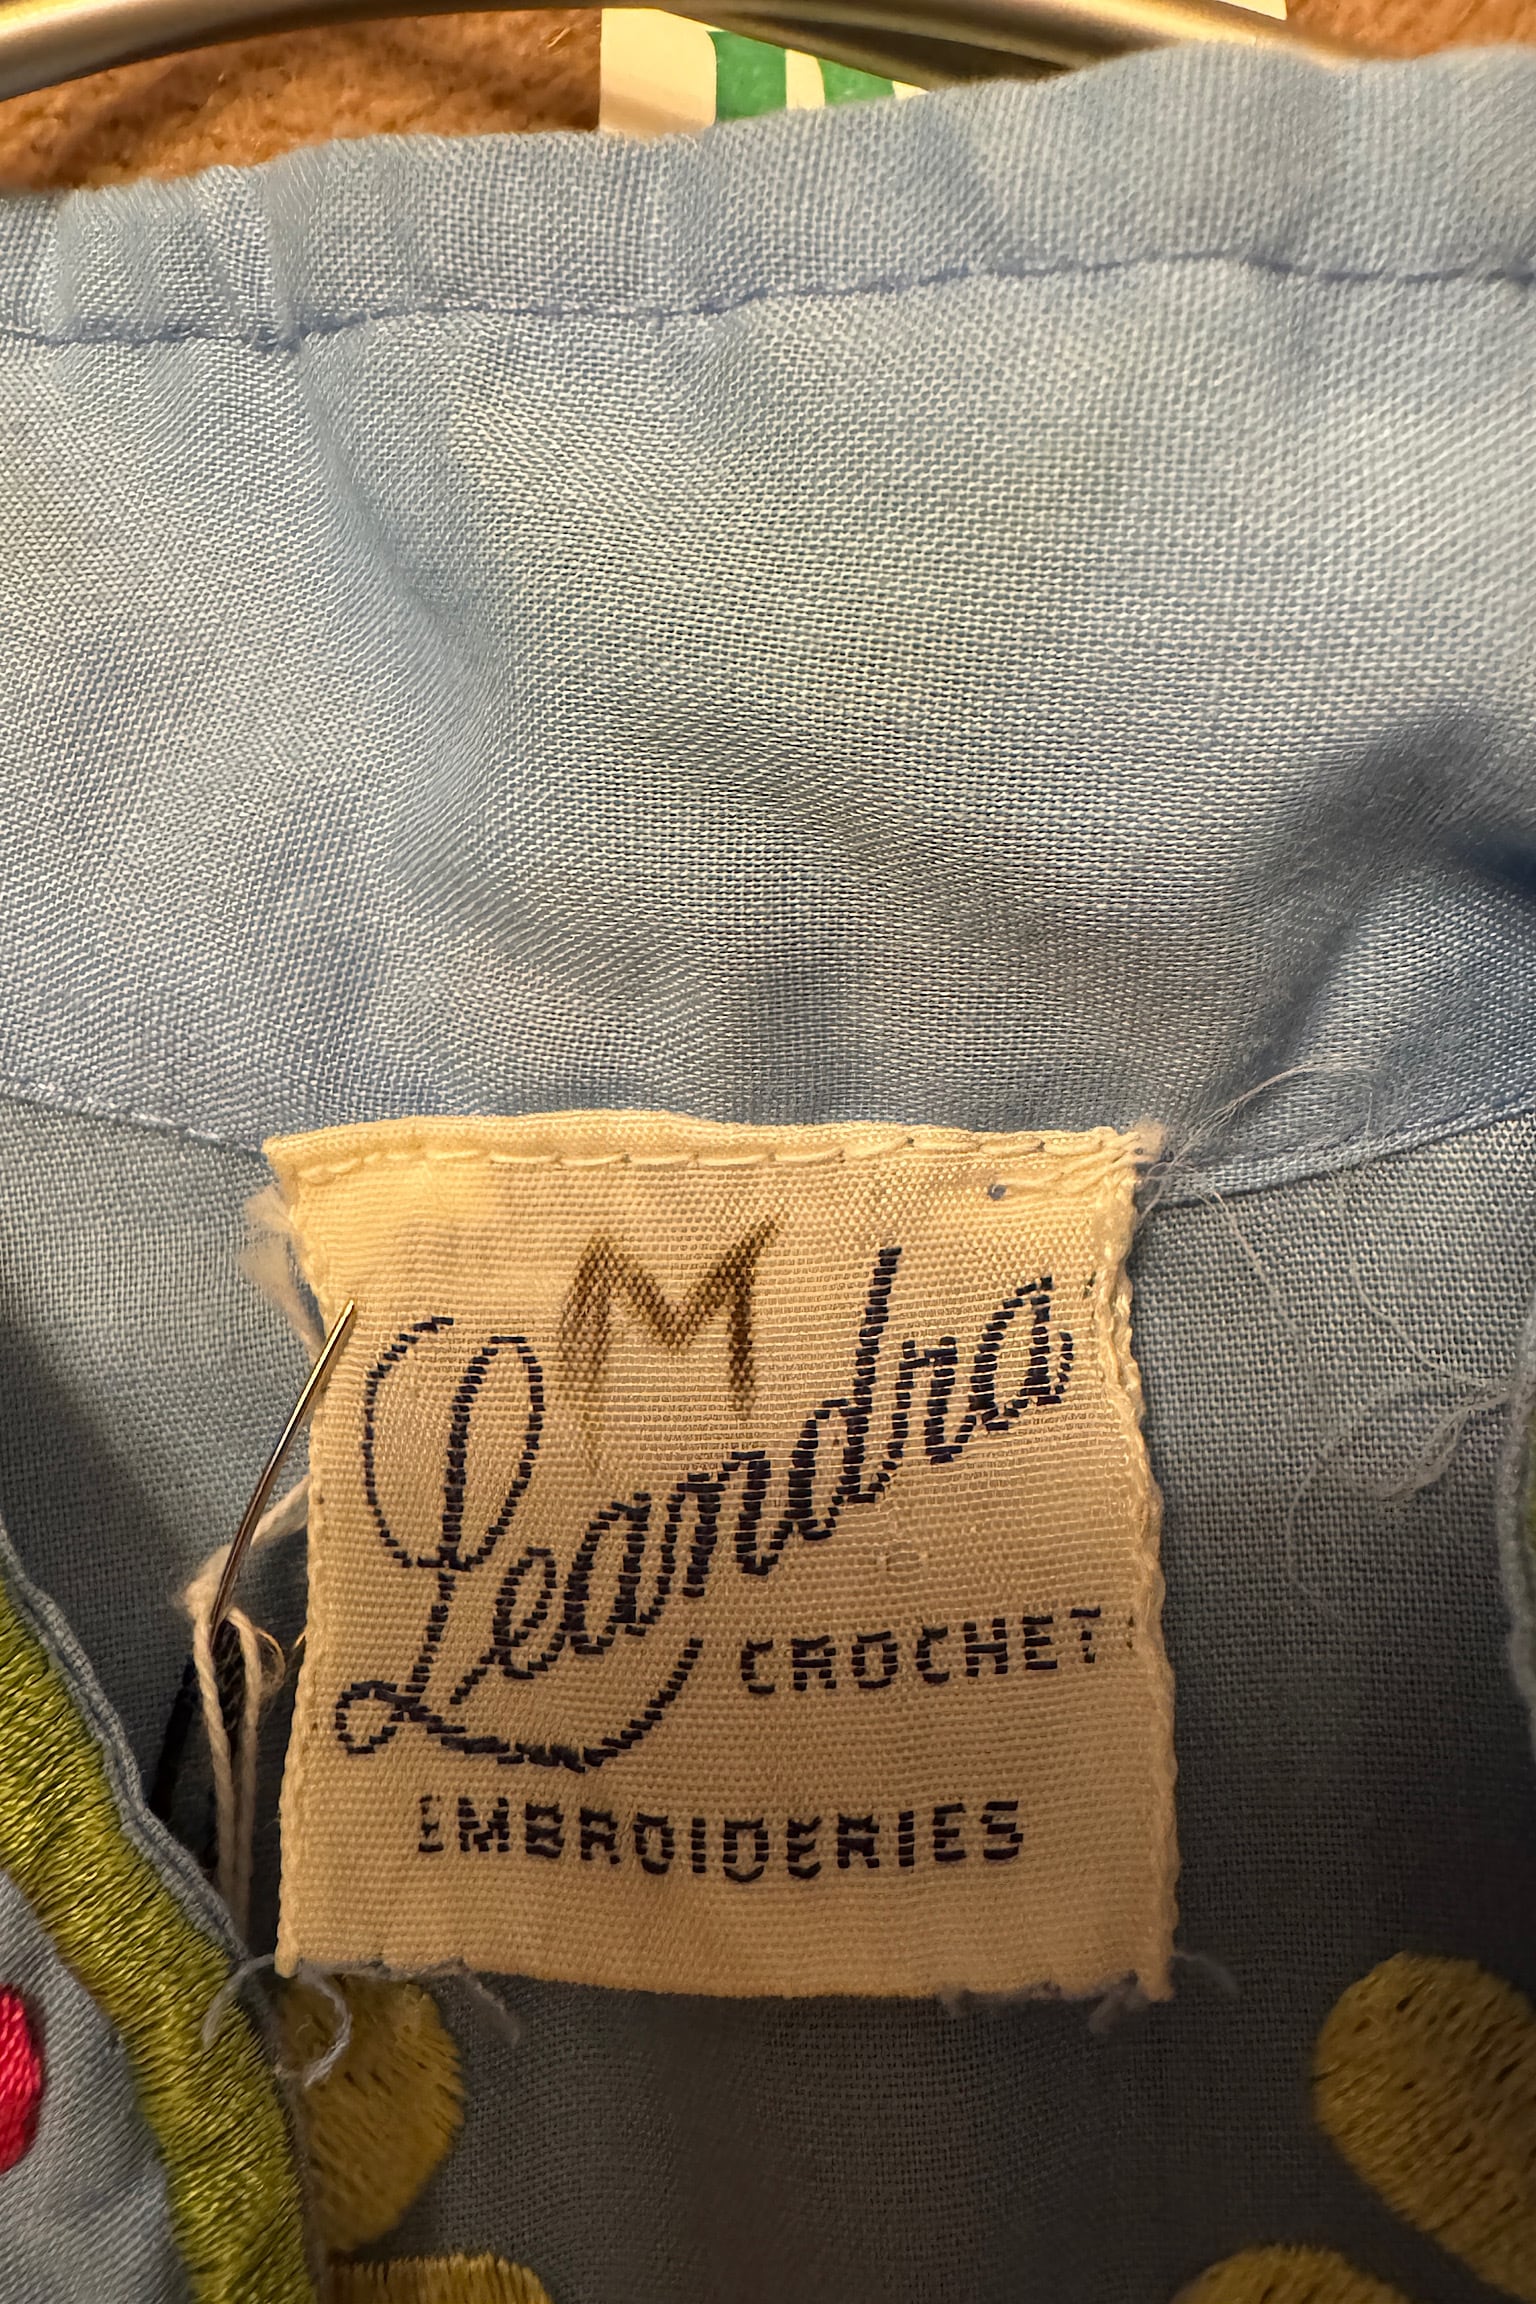 M
Leandra
CROCHET
EMBROIDERIES